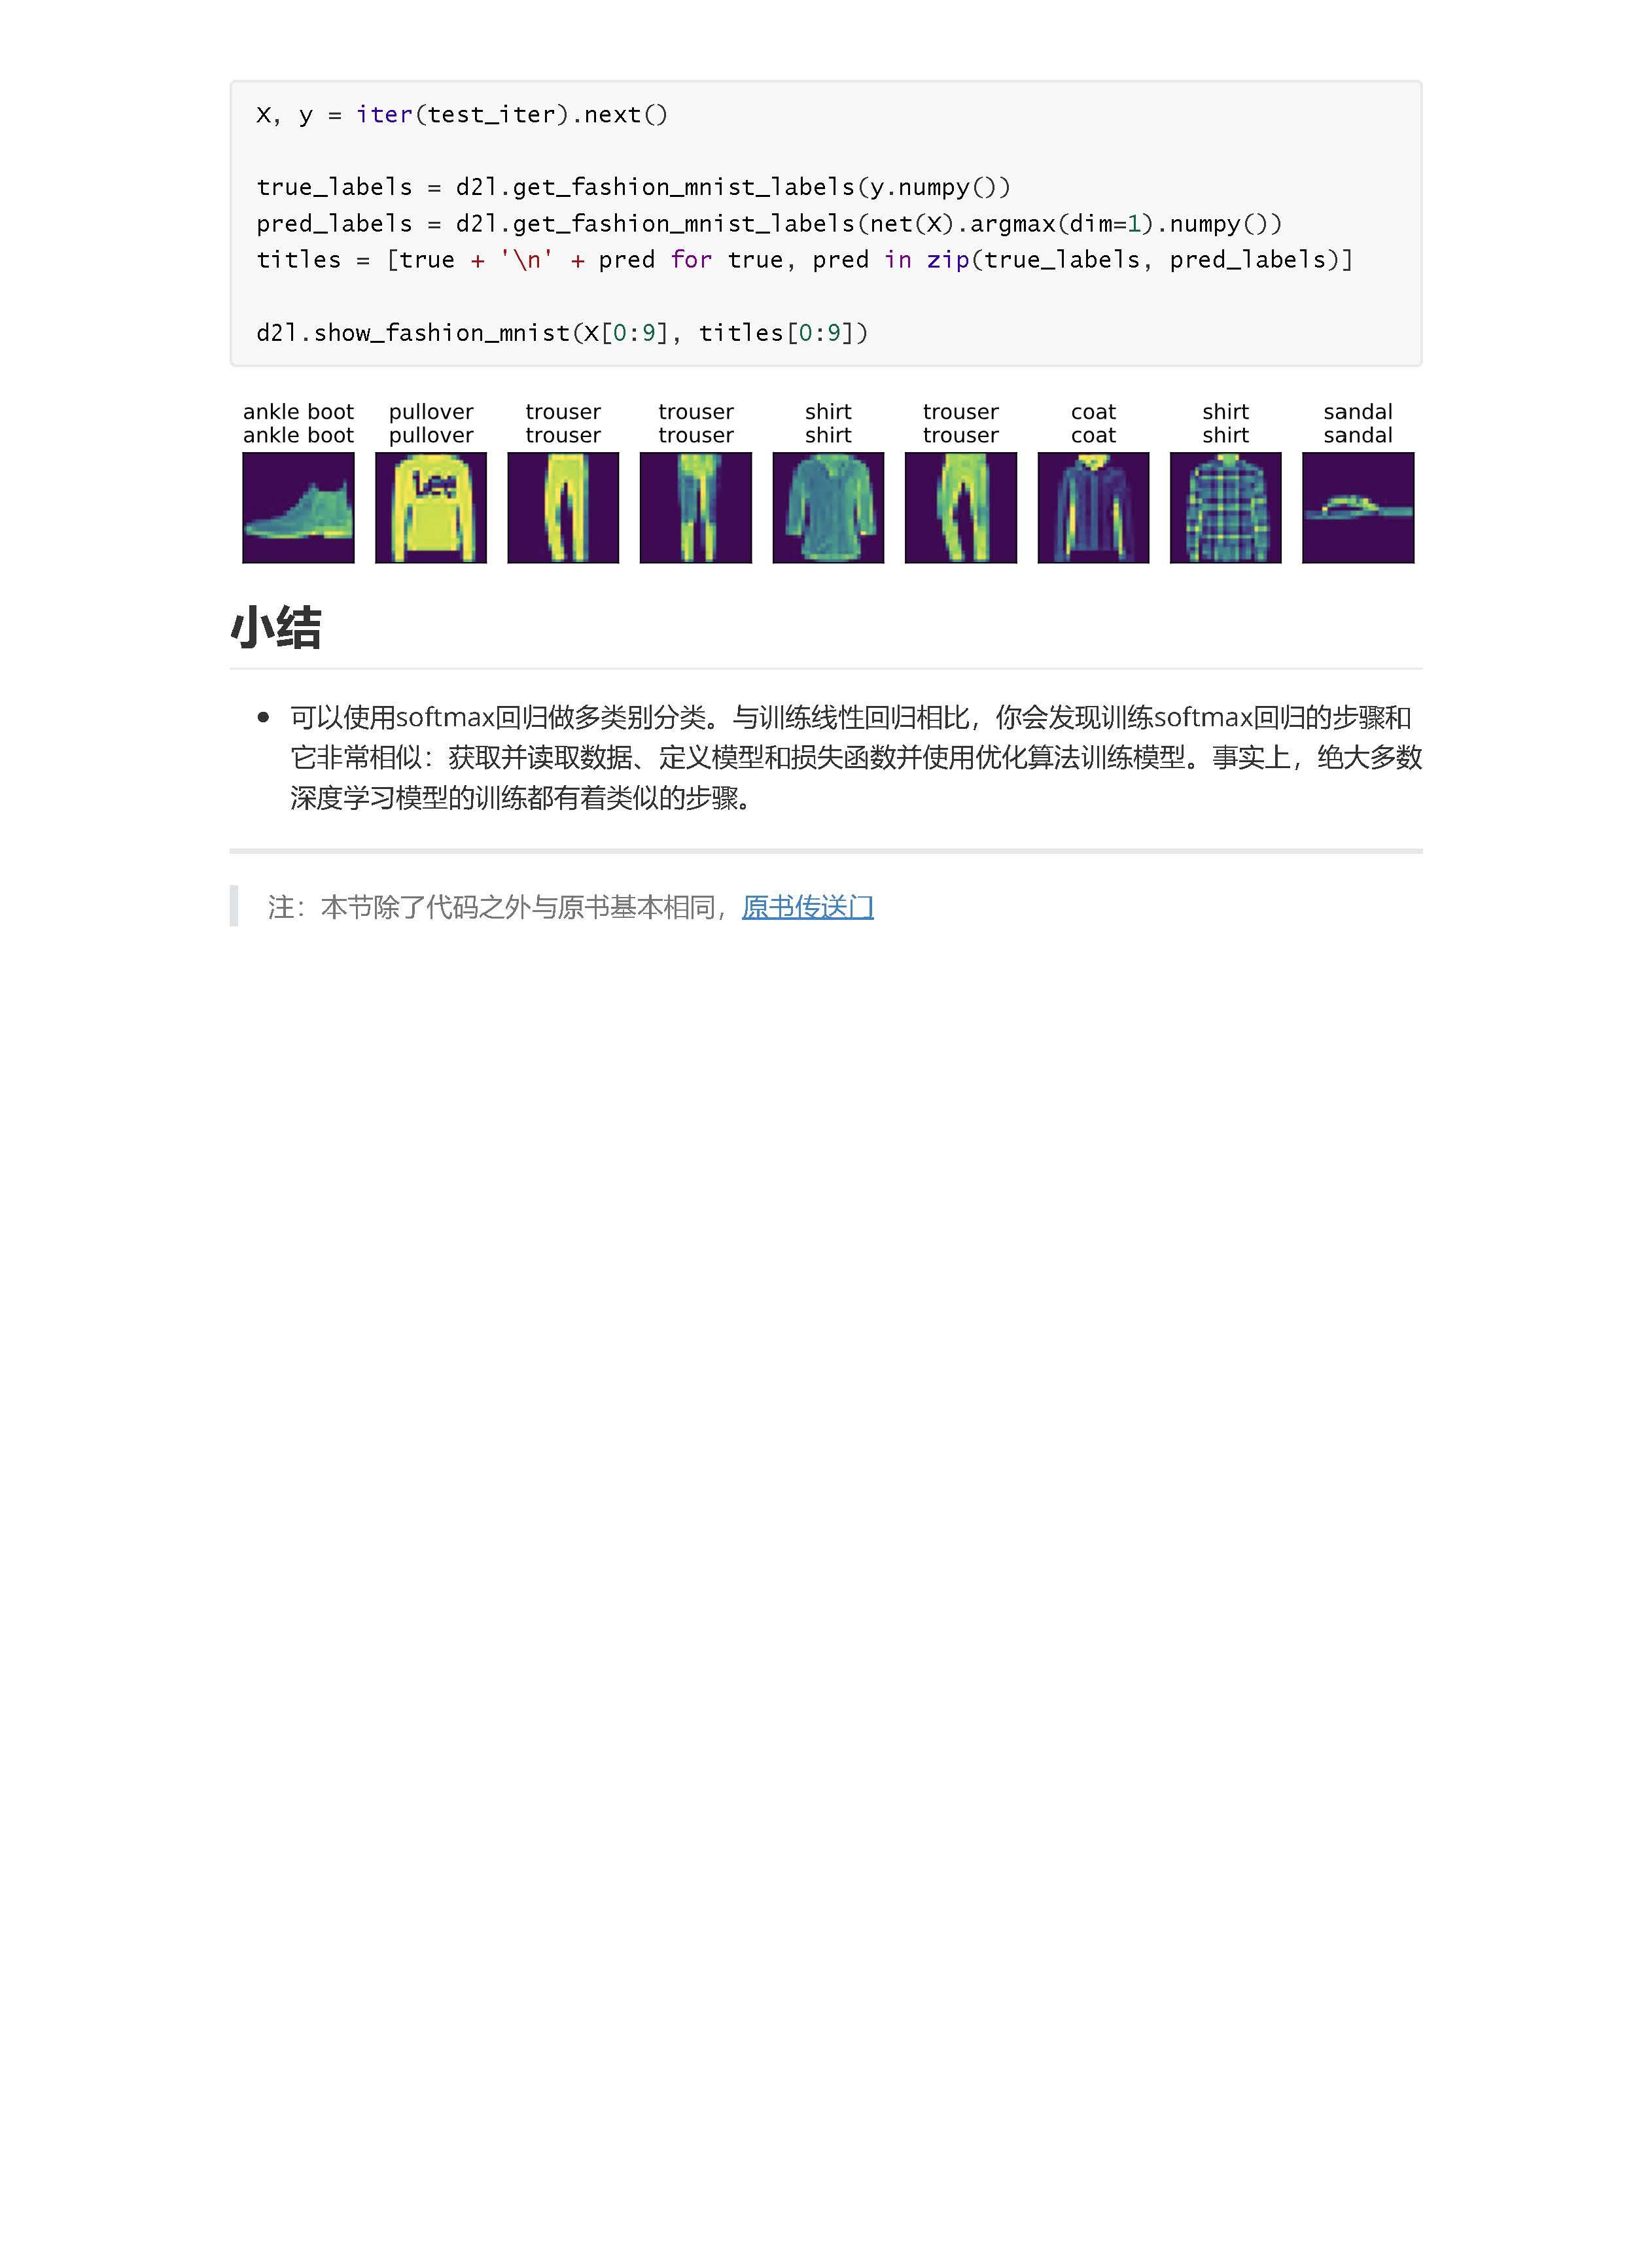 X, y = iter(test_iter).next()
true_labels = d2l.get_fashion_mnist_labels(y.numpy())
pred_labels = d2l.get_fashion_mnist_labels(net(X).argmax(dim=1).numpy())
titles = [true + '\n' + pred for true, pred in zip(true_labels, pred_labels)]
d2l.show_fashion_mnist(X[0:9], titles[0:9])
ankle boot pullover trouser trouser shirt trouser coat shirt sandal
ankle boot pullover trouser trouser shirt trouser coat shirt sandal
Lee
小结
可以使用softmax回归做多类别分类。与训练线性回归相比，你会发现训练softmax回归的步骤和
它非常相似：获取并读取数据、定义模型和损失函数并使用优化算法训练模型。事实上，绝大多数
深度学习模型的训练都有着类似的步骤。
注：本节除了代码之外与原书基本相同，原书传送门